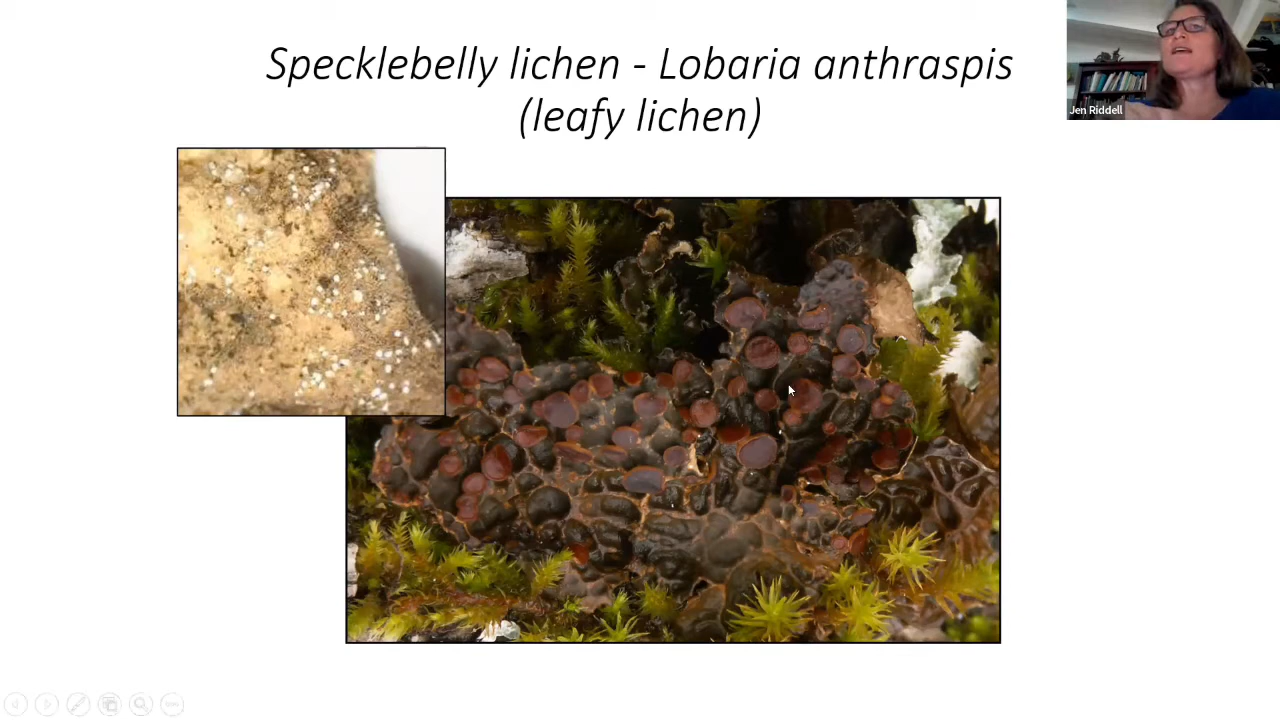 Specklebelly lichen - Lobaria anthraspis
(leafy lichen)
Jen Riddell